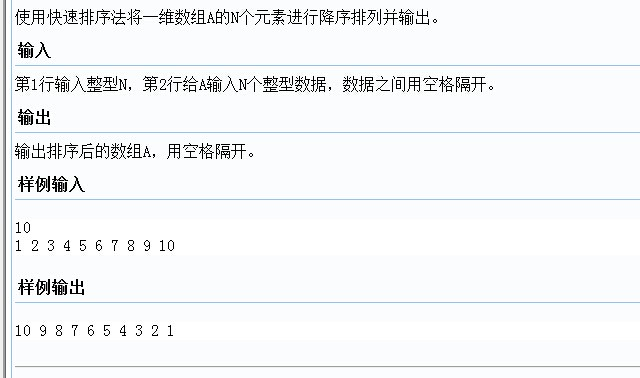 使用快速排序法将一维数组A的N个元素进行降序排列并输出。
输入
第1行输入整型N，第2行给A输入N个整型数据，数据之间用空格隔开。
输出
输出排序后的数组A，用空格隔开。
样例输入
10
1 2 3 4 5 6 7 8 9 10
样例输出
10 9 8 7 6 5 4 3 2 1